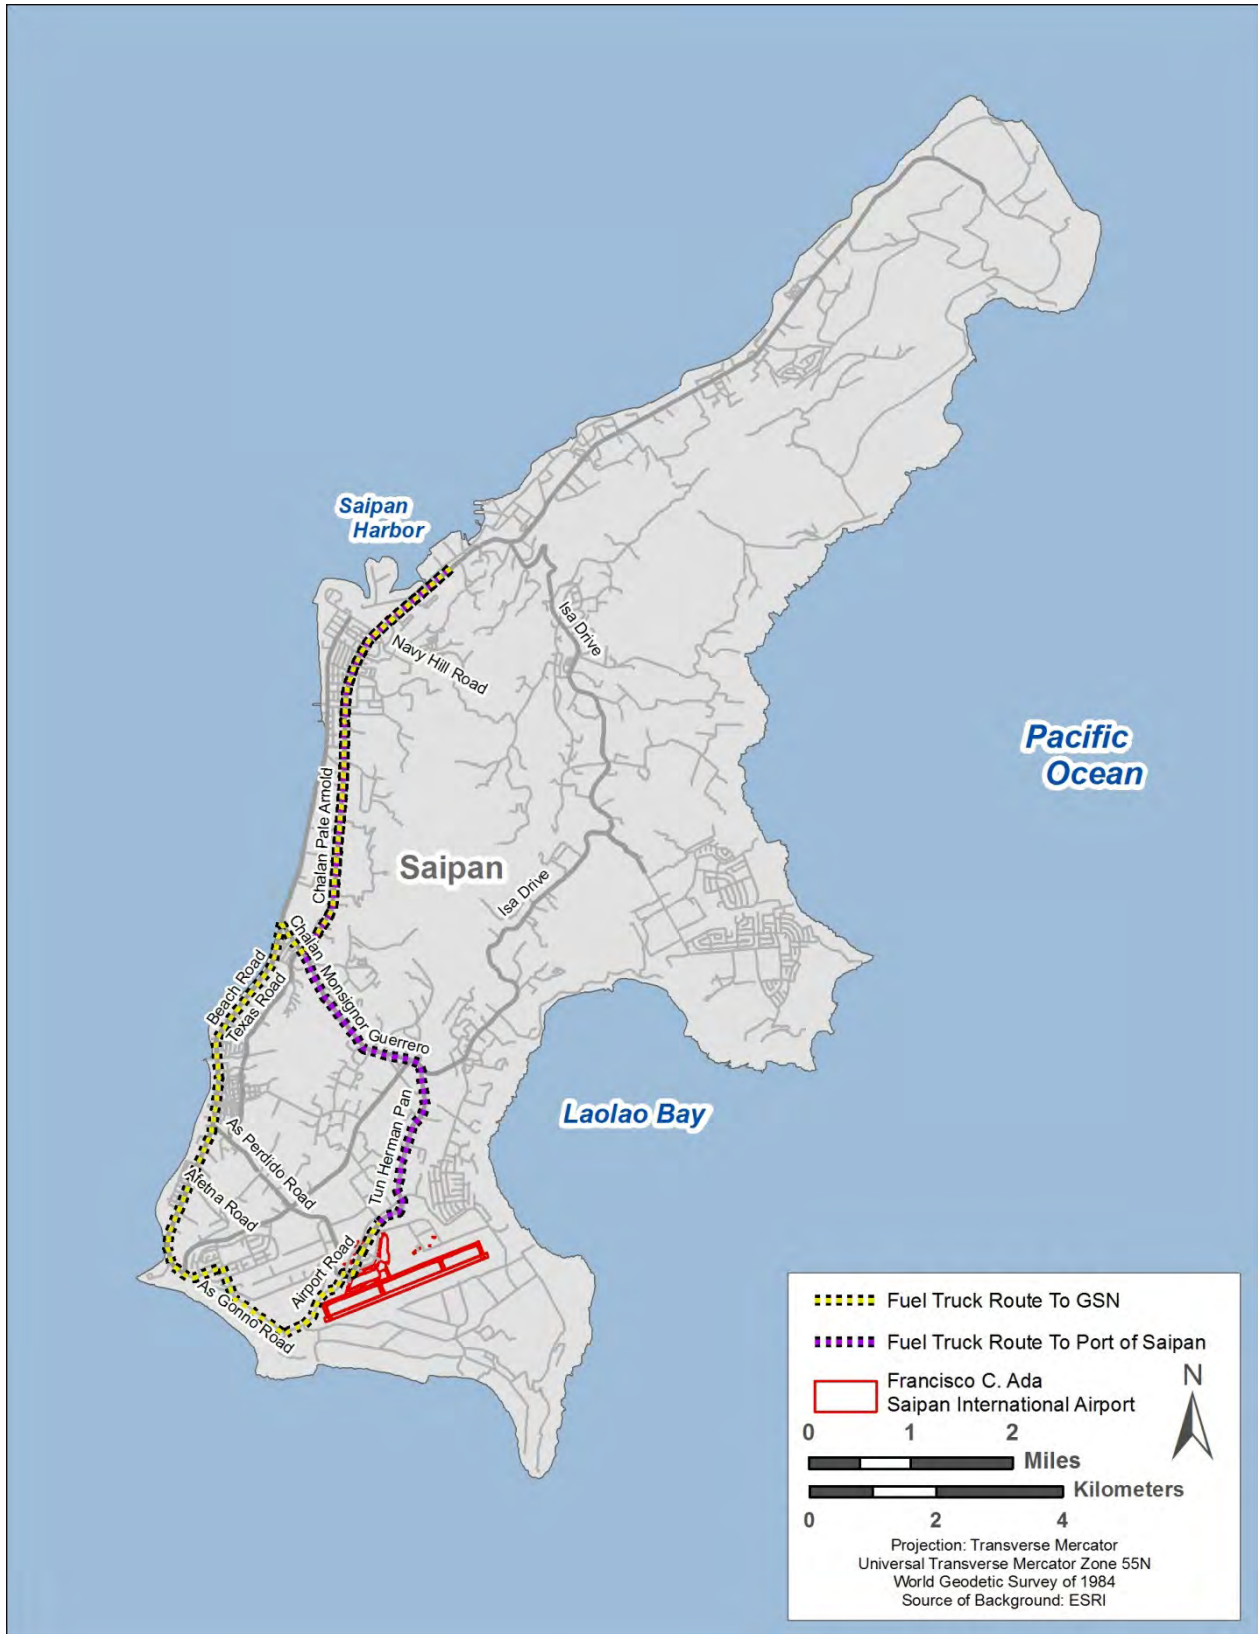 Saipan
Harbor
Isa Drive
Navy Hill Road
Pacific
Ocean
Chalan Pale Arnold
Saipan
Isa Drive
Chalan Monsignor Guerrero
Beach Road
Texas Road
Laolao Bay
Tun Herman Pan
As Perdido Road
Afetna Road
Airport Road
As Gonno Road
Fuel Truck Route To GSN
Fuel Truck Route To Port of Saipan
Francisco C. Ada
Saipan International Airport
N
0 1 2
Miles
Kilometers
0 2 4
Projection: Transverse Mercator
Universal Transverse Mercator Zone 55N
World Geodetic Survey of 1984
Source of Background: ESRI